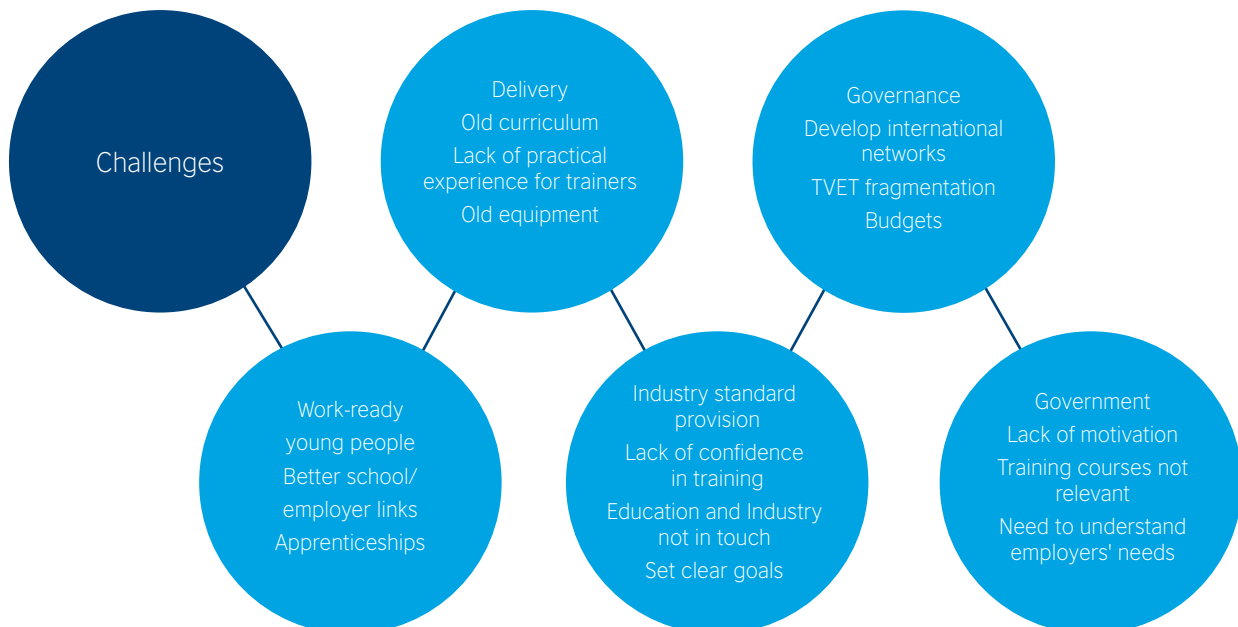 Challenges
Work-ready
young people
Better school/
employer links
Apprenticeships
Delivery
Old curriculum
Lack of practical
experience for trainers
Old equipment
Industry standard
provision
Lack of confidence
in training
Education and Industry
not in touch
Set clear goals
Governance
Develop international
networks
TVET fragmentation
Budgets
Government
Lack of motivation
Training courses not
relevant
Need to understand
employers' needs